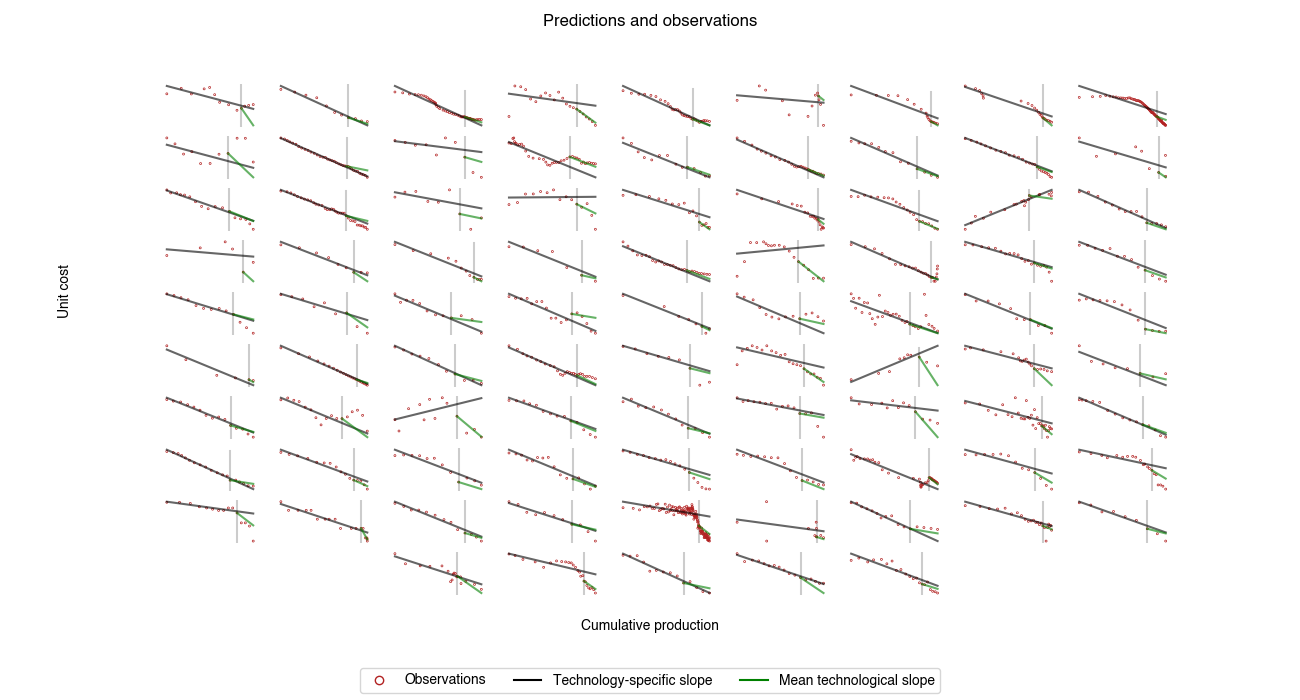 Predictions and observations
Unit cost
Cumulative production
Observations
Technology-specific slope
Mean technological slope